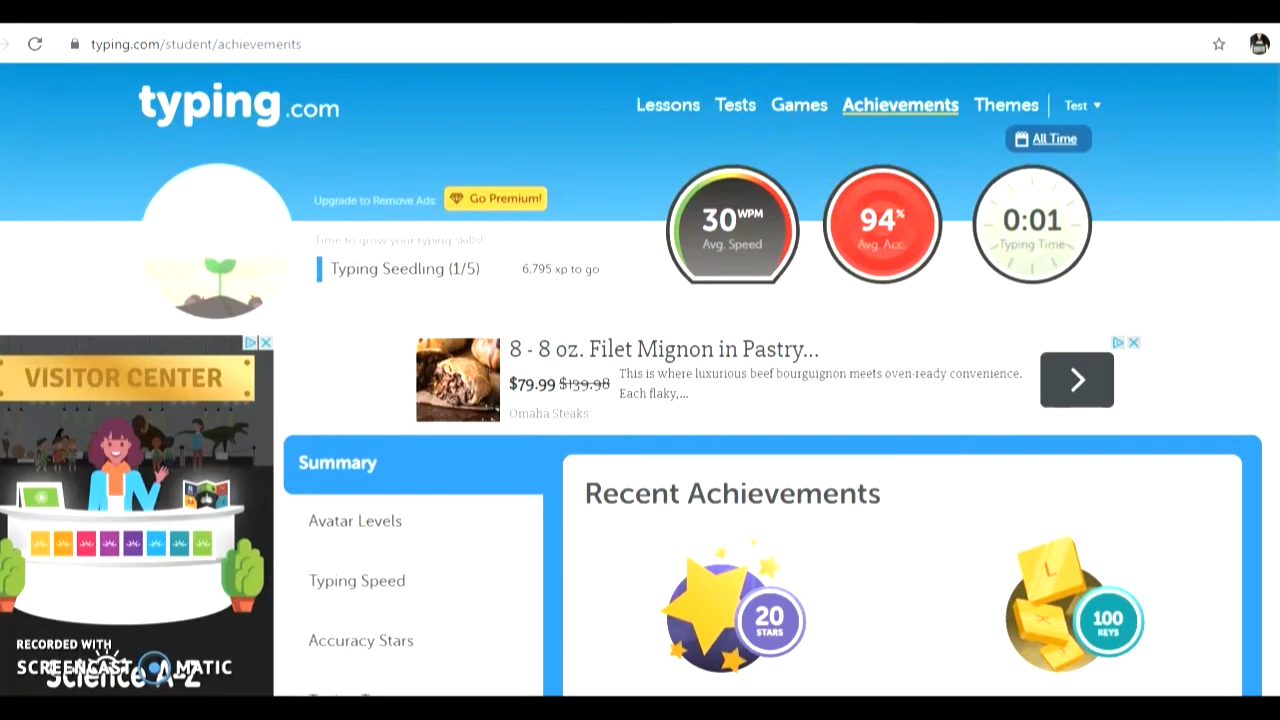 typing.com/student/achievements
typing.com
Lessons Tests Games Achievements Themes Test
All Time
Upgrade to Remove Ads: Go Premium!
Time to grow your typing skills!
Typing Seedling (1/5) 6,795 xp to go
30 WPM
Avg. Speed
94%
Avg. Acc.
0:01
Typing Time
8 - 8 oz. Filet Mignon in Pastry...
$79.99 $139.98
This is where luxurious beef bourguignon meets oven-ready convenience.
Each flaky,...
Omaha Steaks
VISITOR CENTER
Summary
Avatar Levels
Typing Speed
Accuracy Stars
Recent Achievements
20
STARS
L
K
100
KEYS
RECORDED WITH
SCREENCAST MATIC
Science A-Z